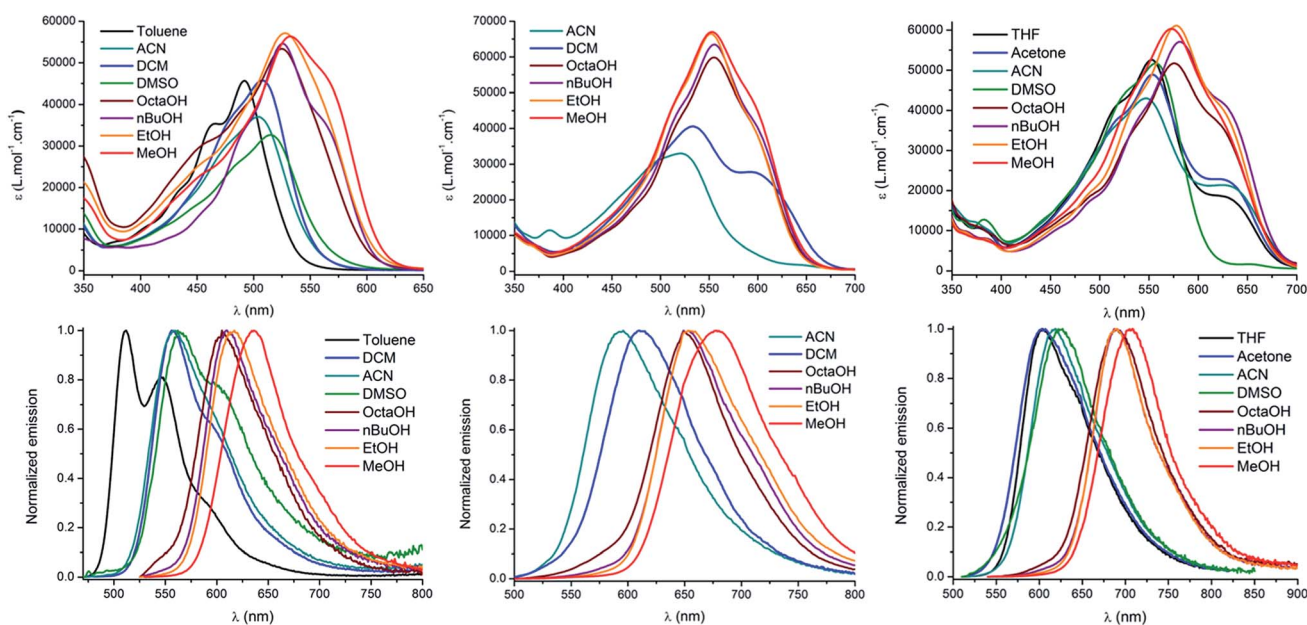 60000
50000
40000
30000
20000
10000
0
ε (L.mol⁻¹.cm⁻¹)
Toluene
ACN
DCM
DMSO
OctaOH
nBuOH
EtOH
MeOH
350 400 450 500 550 600 650
λ (nm)
70000
60000
50000
40000
30000
20000
10000
0
ε (L.mol⁻¹.cm⁻¹)
ACN
DCM
OctaOH
nBuOH
EtOH
MeOH
350 400 450 500 550 600 650 700
λ (nm)
60000
50000
40000
30000
20000
10000
0
ε (L.mol⁻¹.cm⁻¹)
THF
Acetone
ACN
DMSO
OctaOH
nBuOH
EtOH
MeOH
350 400 450 500 550 600 650 700
λ (nm)
1.0
0.8
0.6
0.4
0.2
0.0
Normalized emission
Toluene
DCM
ACN
DMSO
OctaOH
nBuOH
EtOH
MeOH
500 550 600 650 700 750 800
λ (nm)
1.0
0.8
0.6
0.4
0.2
0.0
Normalized emission
ACN
DCM
OctaOH
nBuOH
EtOH
MeOH
500 550 600 650 700 750 800
λ (nm)
1.0
0.8
0.6
0.4
0.2
0.0
Normalized emission
THF
Acetone
ACN
DMSO
OctaOH
nBuOH
EtOH
MeOH
500 550 600 650 700 750 800 850 900
λ (nm)